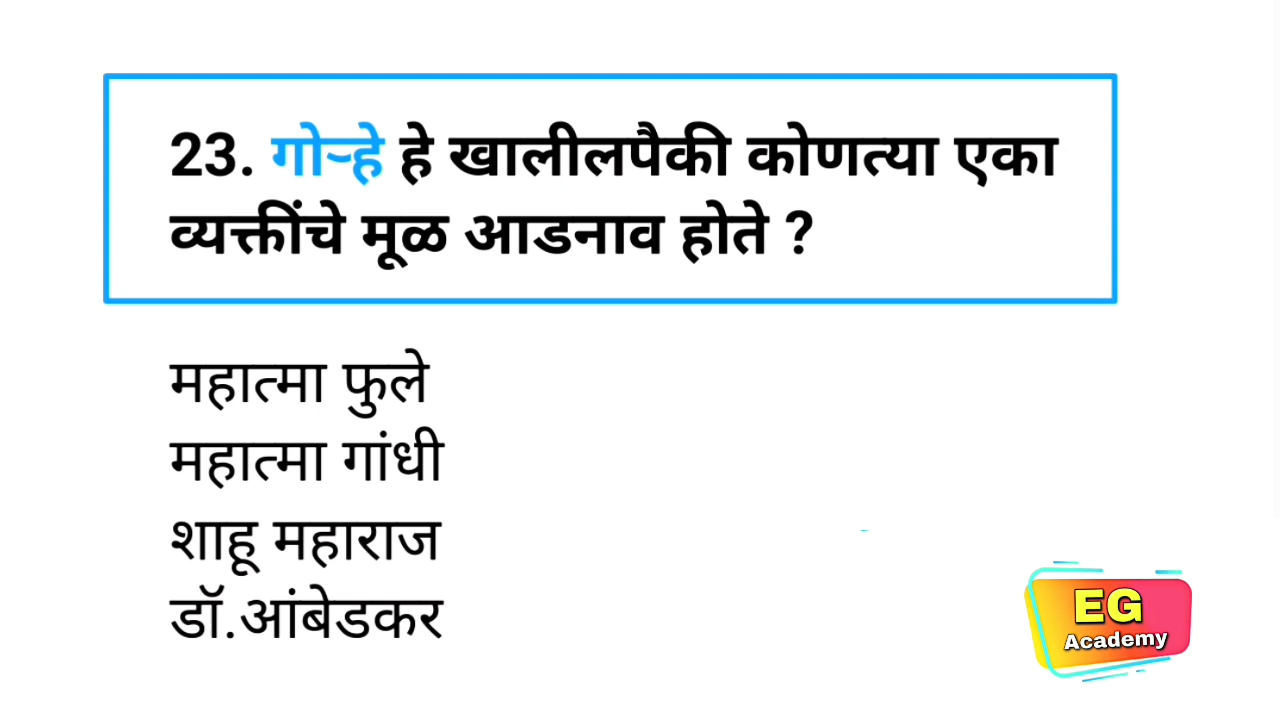 23. गोऱ्हे हे खालीलपैकी कोणत्या एका
व्यक्तींचे मूळ आडनाव होते ?
महात्मा फुले
महात्मा गांधी
शाहू महाराज
डॉ.आंबेडकर
EG
Academy